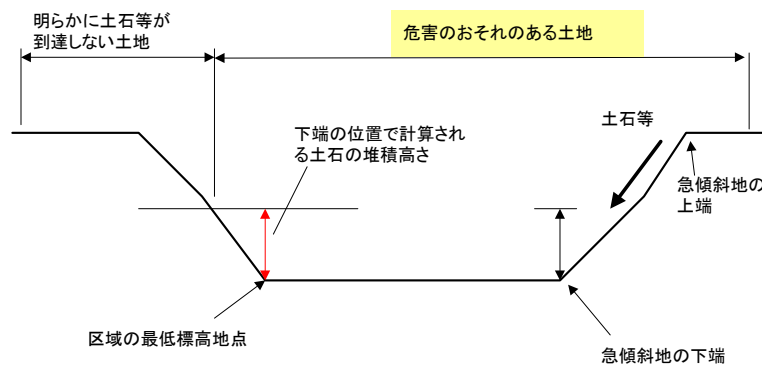 明らかに土石等が
到達しない土地
危害のおそれのある土地
下端の位置で計算され
る土石の堆積高さ
土石等
急傾斜地の
上端
区域の最低標高地点
急傾斜地の下端